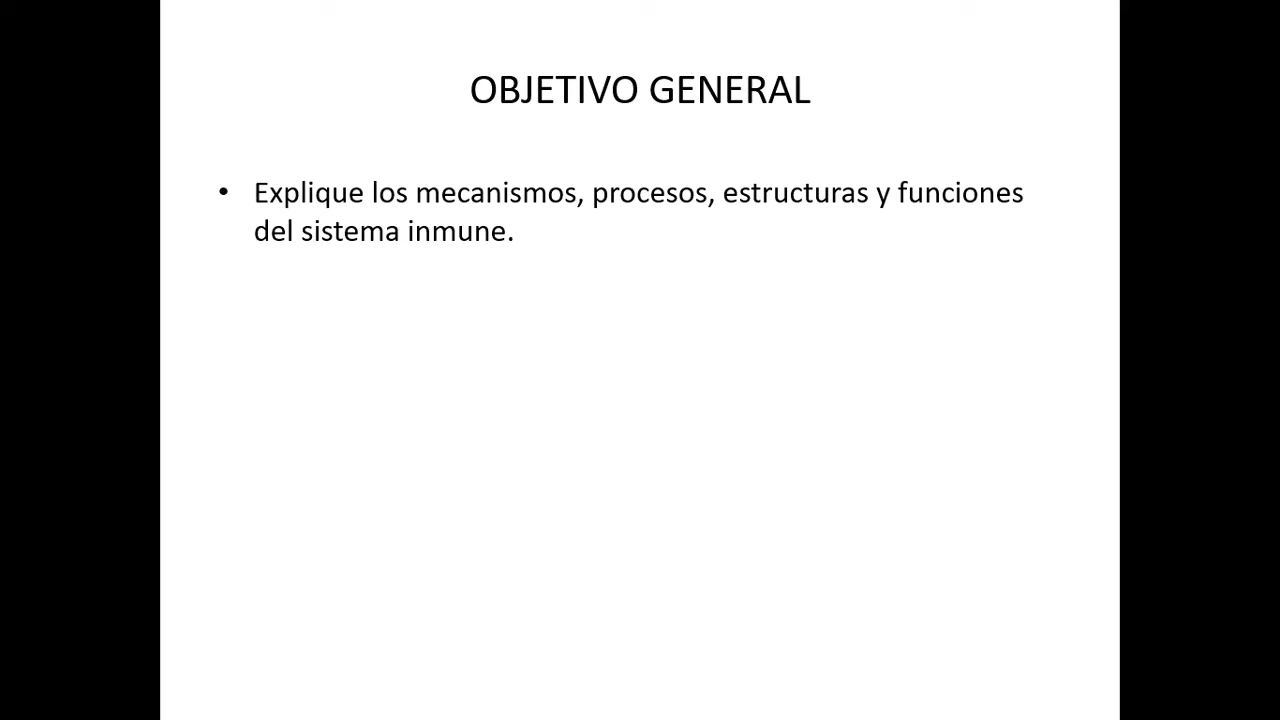 OBJETIVO GENERAL
• Explique los mecanismos, procesos, estructuras y funciones
del sistema inmune.